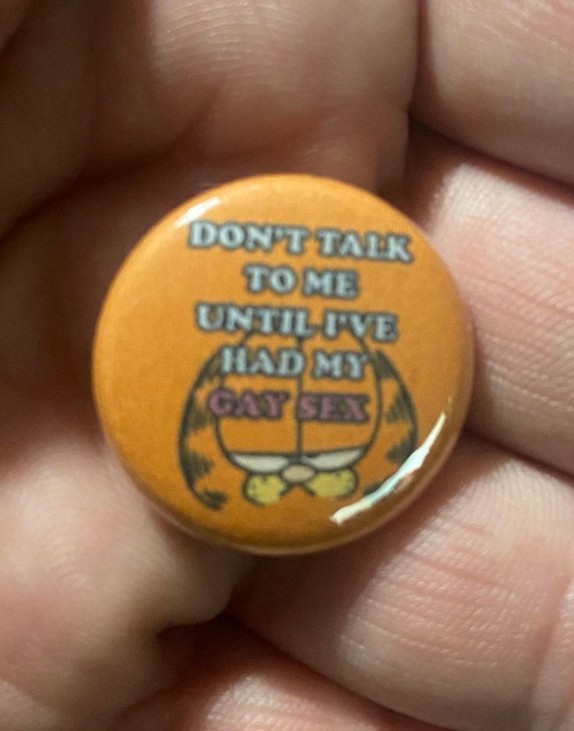 DON'T TALK
TO ME
UNTIL I'VE
HAD MY
GAY SEX